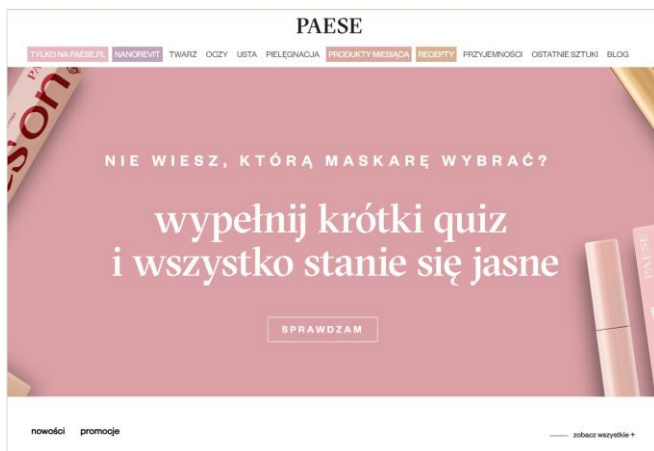 PAESE
TYLKO NA PAESE.PL NANOREVIT TWARZ OCZY USTA PIELĘGNACJA PRODUKTY MIESIĄCA RECEPTY PRZYJEMNOŚCI OSTATNIE SZTUKI BLOG
NIE WIESZ, KTÓRĄ MASKARĘ WYBRAĆ?
wypełnij krótki quiz
i wszystko stanie się jasne
PAESE
SPRAWDZAM
nowości promocje
zobacz wszystkie +